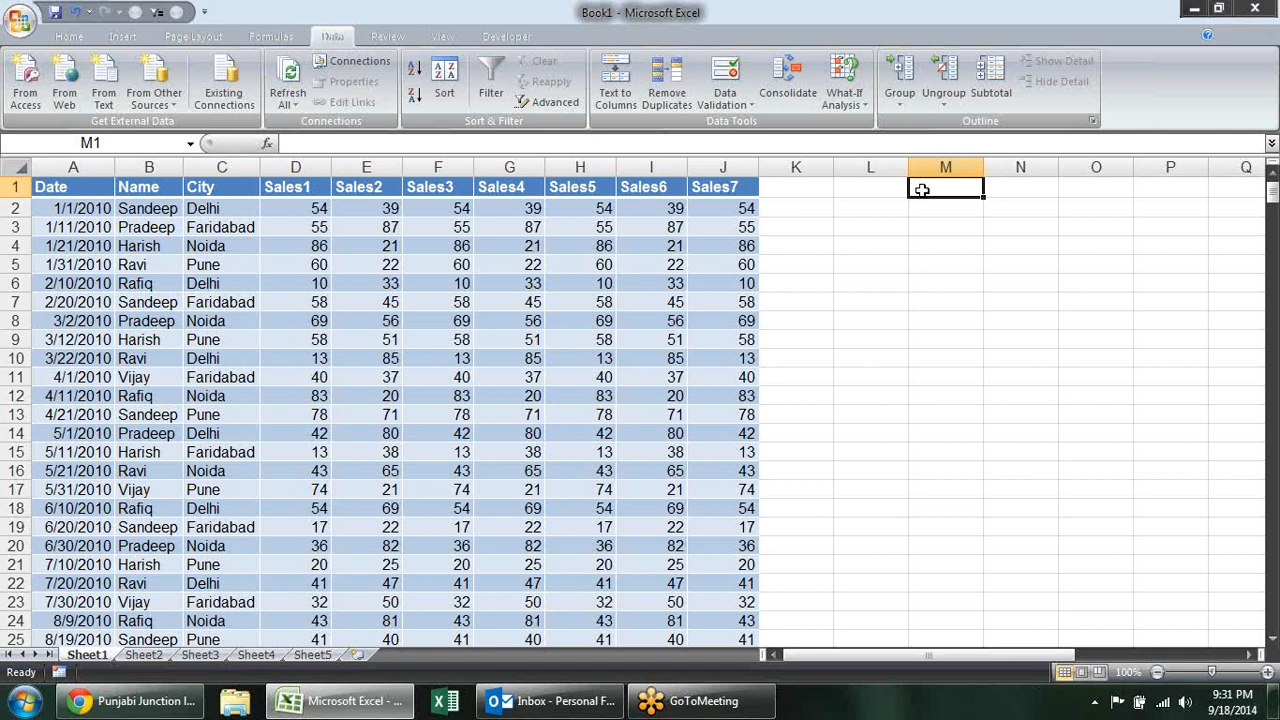 Book1 - Microsoft Excel
Home Insert Page Layout Formulas Data Review View Developer
From Access
From Web
From Text
From Other Sources
Existing Connections
Get External Data
Refresh All
Connections
Properties
Edit Links
Connections
Sort
Filter
Clear
Reapply
Advanced
Sort & Filter
Text to Columns
Remove Duplicates
Data Validation
Consolidate
What-If Analysis
Data Tools
Group
Ungroup
Subtotal
Show Detail
Hide Detail
Outline
M1 fx
A B C D E F G H I J K L M N O P Q
1 Date Name City Sales1 Sales2 Sales3 Sales4 Sales5 Sales6 Sales7
2 1/1/2010 Sandeep Delhi 54 39 54 39 54 39 54
3 1/11/2010 Pradeep Faridabad 55 87 55 87 55 87 55
4 1/21/2010 Harish Noida 86 21 86 21 86 21 86
5 1/31/2010 Ravi Pune 60 22 60 22 60 22 60
6 2/10/2010 Rafiq Delhi 10 33 10 33 10 33 10
7 2/20/2010 Sandeep Faridabad 58 45 58 45 58 45 58
8 3/2/2010 Pradeep Noida 69 56 69 56 69 56 69
9 3/12/2010 Harish Pune 58 51 58 51 58 51 58
10 3/22/2010 Ravi Delhi 13 85 13 85 13 85 13
11 4/1/2010 Vijay Faridabad 40 37 40 37 40 37 40
12 4/11/2010 Rafiq Noida 83 20 83 20 83 20 83
13 4/21/2010 Sandeep Pune 78 71 78 71 78 71 78
14 5/1/2010 Pradeep Delhi 42 80 42 80 42 80 42
15 5/11/2010 Harish Faridabad 13 38 13 38 13 38 13
16 5/21/2010 Ravi Noida 43 65 43 65 43 65 43
17 5/31/2010 Vijay Pune 74 21 74 21 74 21 74
18 6/10/2010 Rafiq Delhi 54 69 54 69 54 69 54
19 6/20/2010 Sandeep Faridabad 17 22 17 22 17 22 17
20 6/30/2010 Pradeep Noida 36 82 36 82 36 82 36
21 7/10/2010 Harish Pune 20 25 20 25 20 25 20
22 7/20/2010 Ravi Delhi 41 47 41 47 41 47 41
23 7/30/2010 Vijay Faridabad 32 50 32 50 32 50 32
24 8/9/2010 Rafiq Noida 43 81 43 81 43 81 43
25 8/19/2010 Sandeep Pune 41 40 41 40 41 40 41
Sheet1 Sheet2 Sheet3 Sheet4 Sheet5
Ready 100%
Punjabi Junction I... Microsoft Excel - ... Inbox - Personal F... GoToMeeting
9:31 PM
9/18/2014